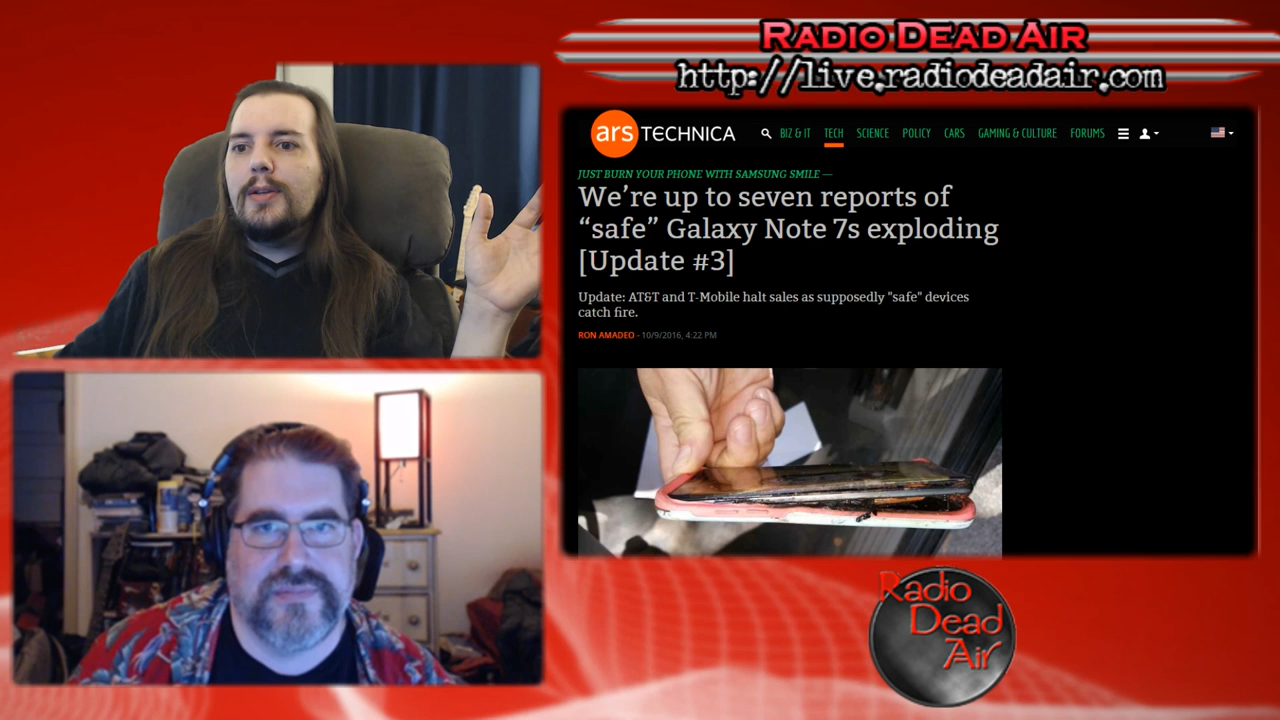 Radio Dead Air
http://live.radiodeadair.com
ars TECHNICA BIZ & IT TECH SCIENCE POLICY CARS GAMING & CULTURE FORUMS
JUST BURN YOUR PHONE WITH SAMSUNG SMILE —
We’re up to seven reports of
“safe” Galaxy Note 7s exploding
[Update #3]
Update: AT&T and T-Mobile halt sales as supposedly "safe" devices
catch fire.
RON AMADEO - 10/9/2016, 4:22 PM
Radio
Dead
Air